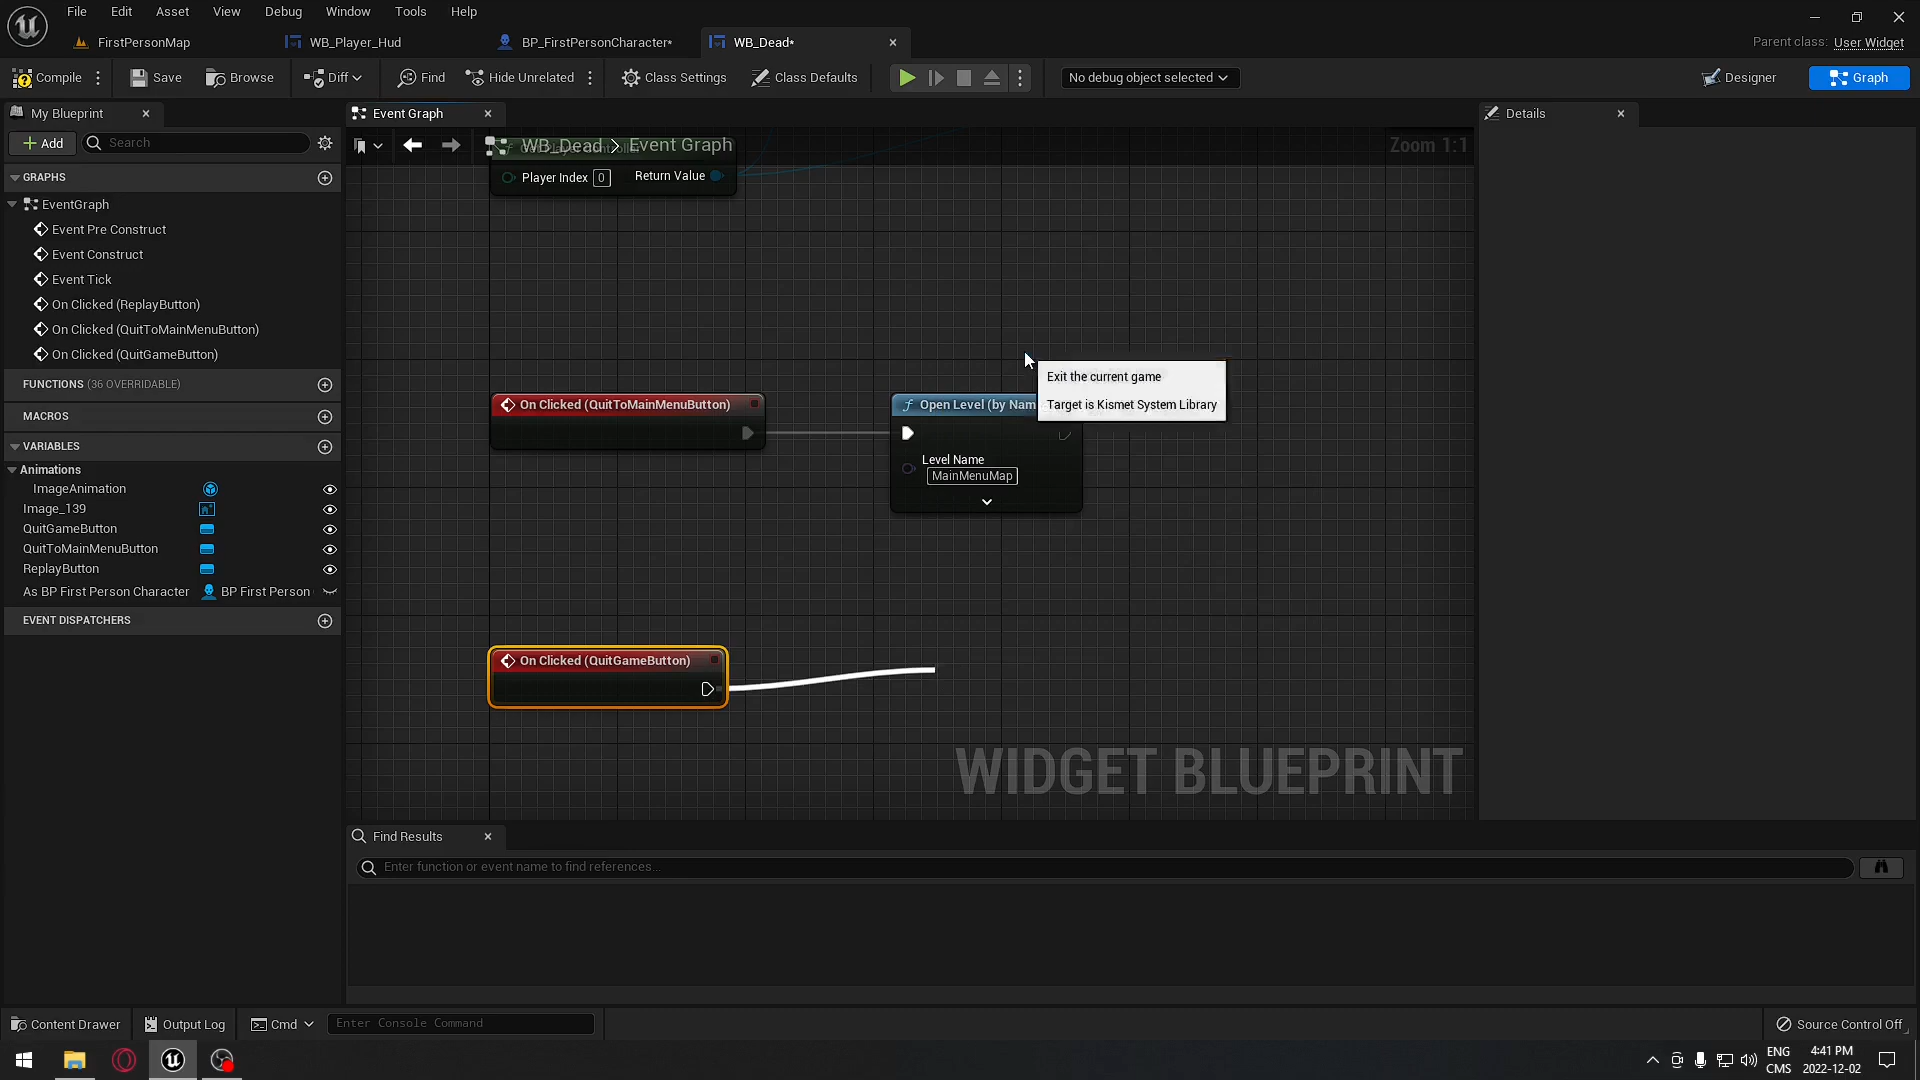 File Edit Asset View Debug Window Tools Help
FirstPersonMap WB_Player_Hud BP_FirstPersonCharacter* WB_Dead*
Parent class: User Widget
Compile Save Browse Diff Find Hide Unrelated Class Settings Class Defaults No debug object selected Designer Graph
My Blueprint
Event Graph
Details
Add Search
WB_Dead > Event Graph
Zoom 1:1
GRAPHS
EventGraph
Event Pre Construct
Event Construct
Event Tick
On Clicked (ReplayButton)
On Clicked (QuitToMainMenuButton)
On Clicked (QuitGameButton)
FUNCTIONS (36 OVERRIDABLE)
MACROS
VARIABLES
Animations
ImageAnimation
Image_139
QuitGameButton
QuitToMainMenuButton
ReplayButton
As BP First Person Character BP First Person
EVENT DISPATCHERS
Player Index 0 Return Value
On Clicked (QuitToMainMenuButton)
Open Level (by Nam
Level Name
MainMenuMap
Exit the current game
Target is Kismet System Library
On Clicked (QuitGameButton)
WIDGET BLUEPRINT
Find Results
Enter function or event name to find references...
Content Drawer Output Log Cmd Enter Console Command Source Control Off
ENG
CMS
4:41 PM
2022-12-02